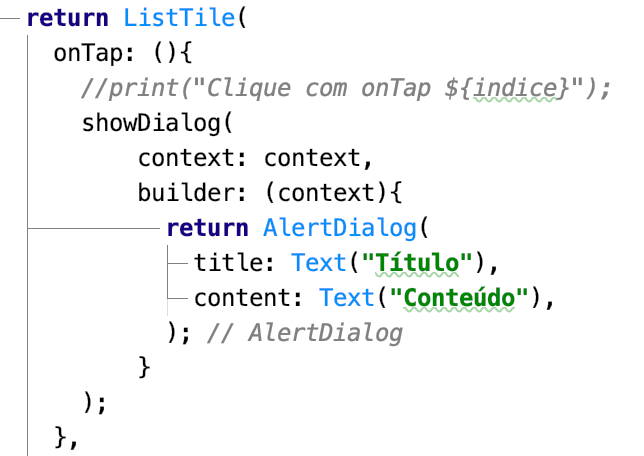 return ListTile(
onTap: (){
//print("Clique com onTap ${indice}");
showDialog(
context: context,
builder: (context){
return AlertDialog(
title: Text("Título"),
content: Text("Conteúdo"),
); // AlertDialog
}
);
},